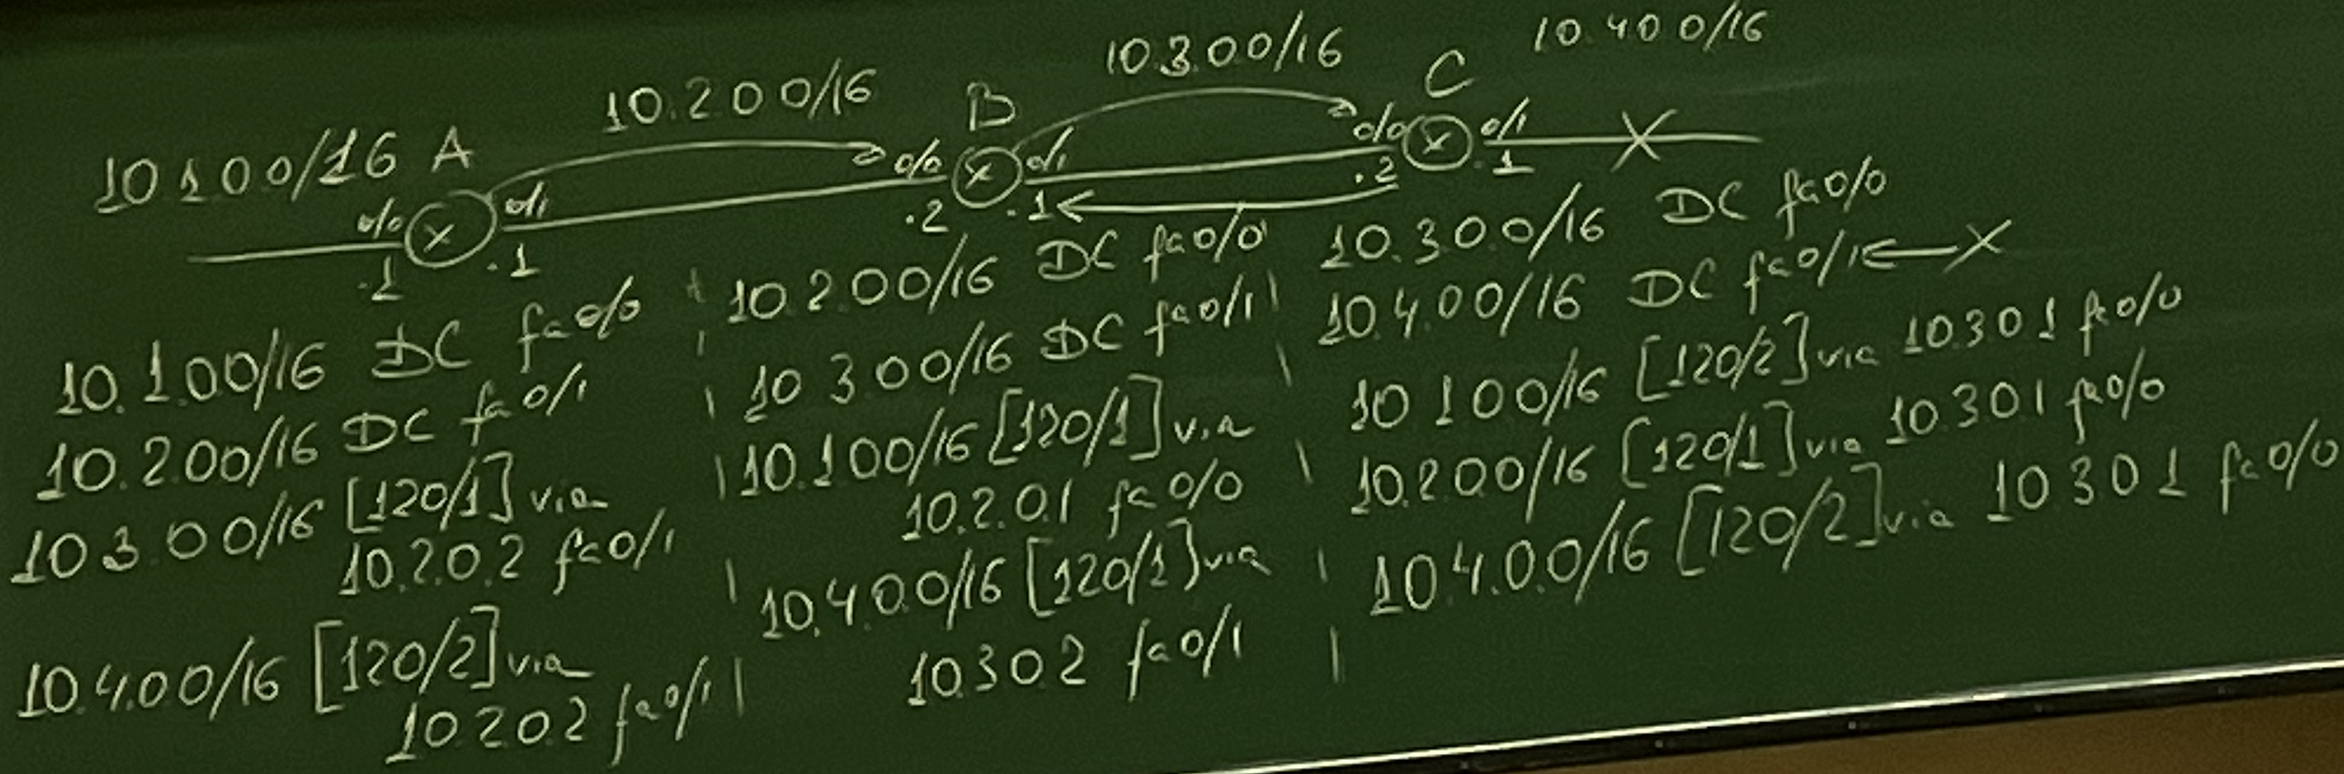 10.1.0.0/16 A 10.2.0.0/16 B 10.3.0.0/16 C 10.4.0.0/16
0/0 0/1 0/0 0/1 0/0 0/1
.1 .1 .2 .1 .2 .1
10.1.0.0/16 DC fa0/0
10.2.0.0/16 DC fa0/1
10.3.0.0/16 [120/1] via
10.2.0.2 fa0/1
10.4.0.0/16 [120/2] via
10.2.0.2 fa0/1
10.2.0.0/16 DC fa0/0
10.3.0.0/16 DC fa0/1
10.1.0.0/16 [120/1] via
10.2.0.1 fa0/0
10.4.0.0/16 [120/1] via
10.3.0.2 fa0/1
10.3.0.0/16 DC fa0/0
10.4.0.0/16 DC fa0/1 ← X
10.1.0.0/16 [120/2] via 10.3.0.1 fa0/0
10.2.0.0/16 [120/1] via 10.3.0.1 fa0/0
10.4.0.0/16 [120/2] via 10.3.0.1 fa0/0